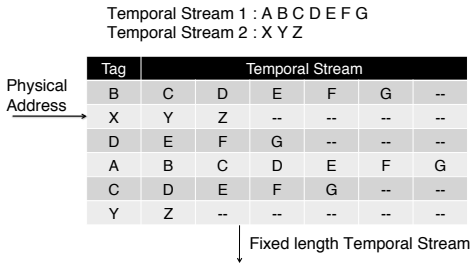 Temporal Stream 1 : A B C D E F G
Temporal Stream 2 : X Y Z
Tag Temporal Stream
Physical Address
B C D E F G --
X Y Z -- -- -- --
D E F G -- -- --
A B C D E F G
C D E F G -- --
Y Z -- -- -- -- --
Fixed length Temporal Stream